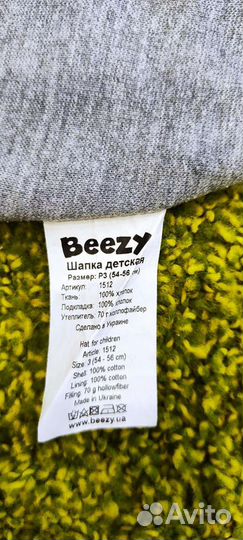 Beezy
Шапка детская
Размер: Р3 (54-56 см)
Артикул: 1512
Ткань: 100% хлопок
Подкладка: 100% хлопок
Утеплитель: 70 г холлофайбер
Сделано в Украине
Hat for children
Article: 1512
Size: 3 (54 - 56 cm)
Shell: 100% cotton
Lining: 100% cotton
Filling: 70 g hollowfiber
Made in Ukraine
www.beezy.ua
Avito